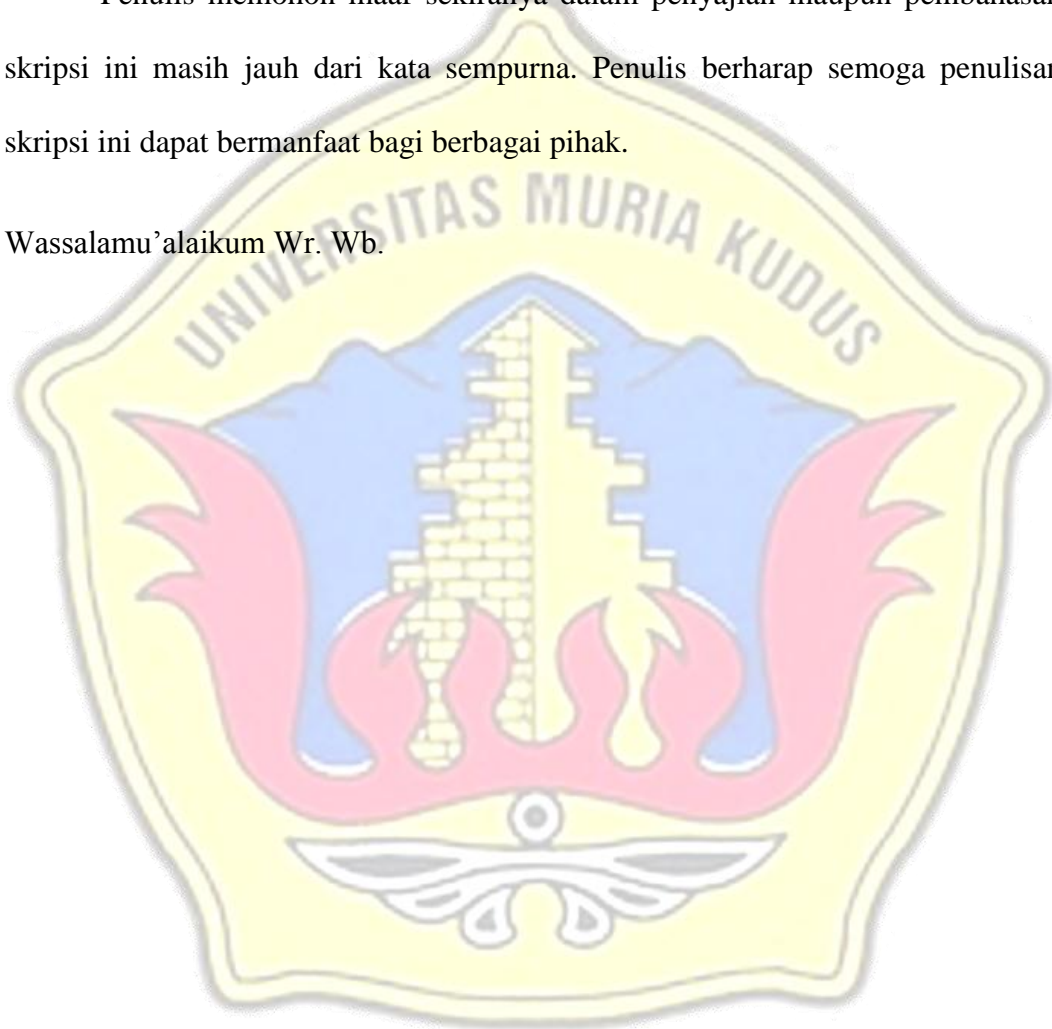 Penulis memohon maaf sekiranya dalam penyajian maupun pembahasan
skripsi ini masih jauh dari kata sempurna. Penulis berharap semoga penulisan
skripsi ini dapat bermanfaat bagi berbagai pihak.
Wassalamu’alaikum Wr. Wb.
UNIVERSITAS MURIA KUDUS